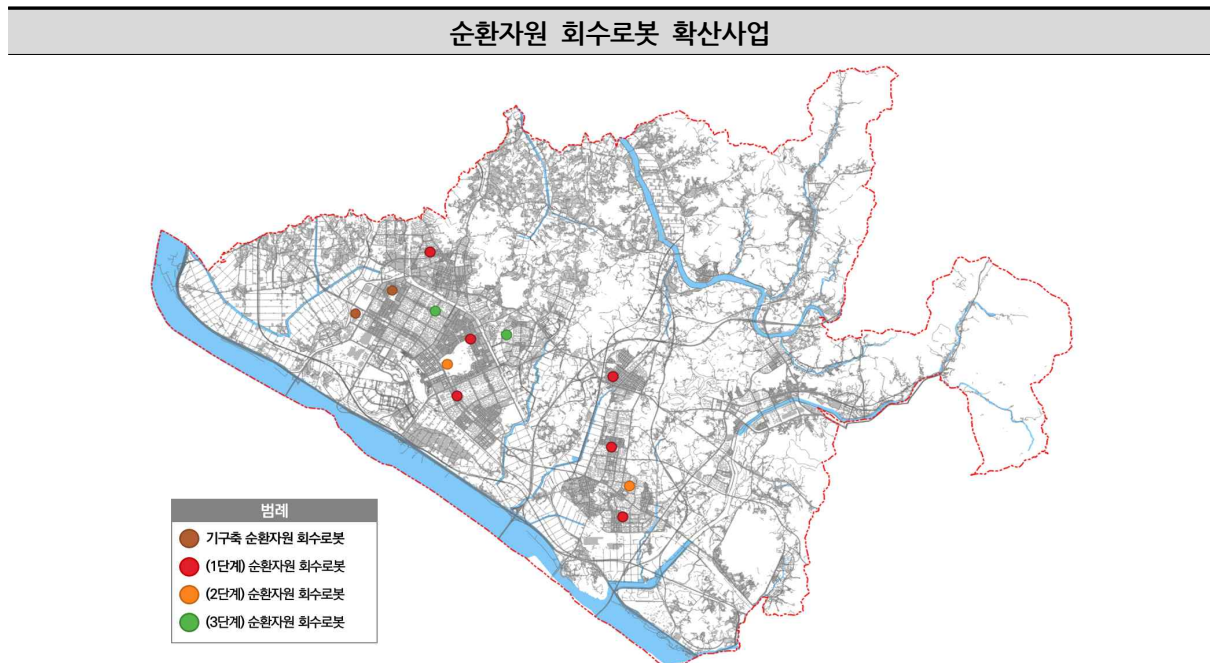 순환자원 회수로봇 확산사업
범례
기구축 순환자원 회수로봇
(1단계) 순환자원 회수로봇
(2단계) 순환자원 회수로봇
(3단계) 순환자원 회수로봇